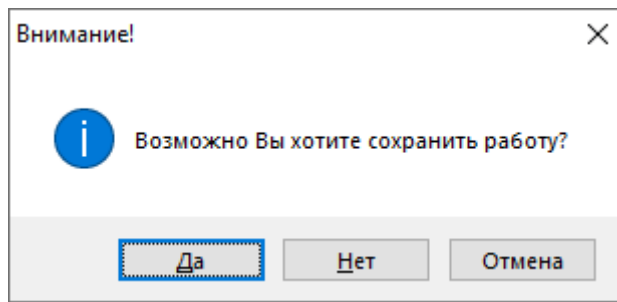 Внимание!
Возможно Вы хотите сохранить работу?
Да
Нет
Отмена